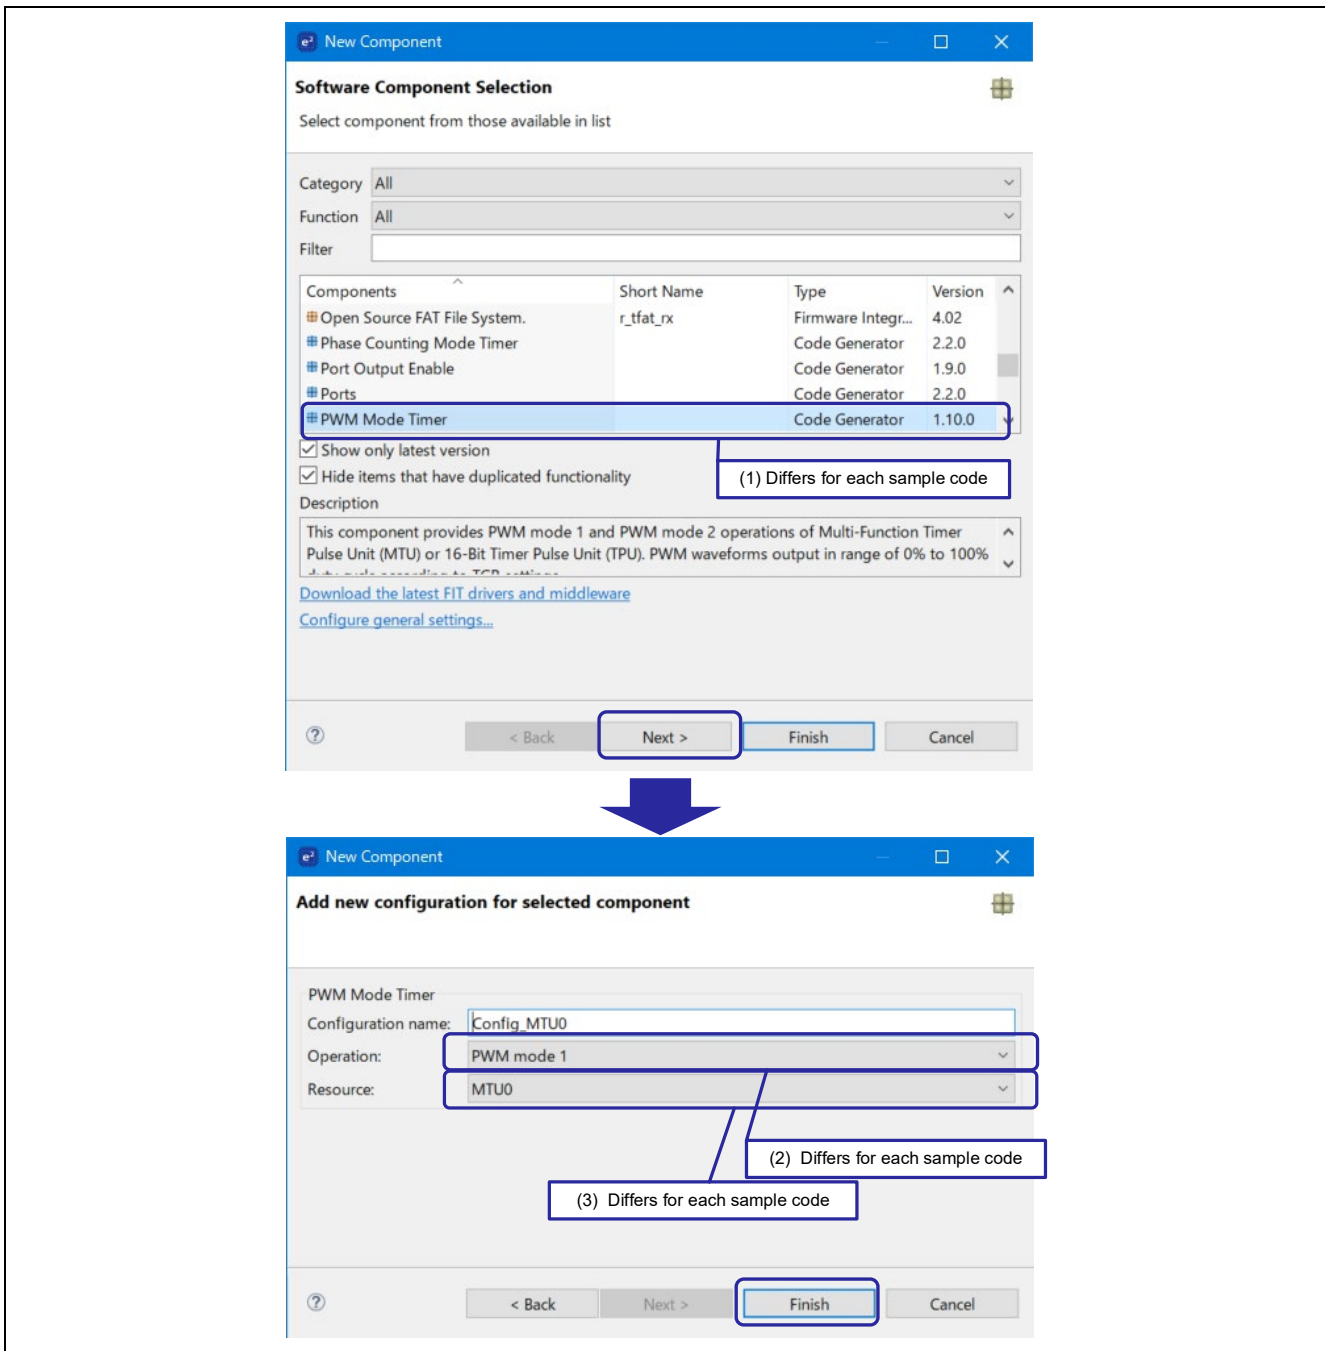 New Component
Software Component Selection
Select component from those available in list
Category All
Function All
Filter
Components Short Name Type Version
Open Source FAT File System. r_tfat_rx Firmware Integr... 4.02
Phase Counting Mode Timer Code Generator 2.2.0
Port Output Enable Code Generator 1.9.0
Ports Code Generator 2.2.0
PWM Mode Timer Code Generator 1.10.0
Show only latest version
Hide items that have duplicated functionality
(1) Differs for each sample code
Description
This component provides PWM mode 1 and PWM mode 2 operations of Multi-Function Timer
Pulse Unit (MTU) or 16-Bit Timer Pulse Unit (TPU). PWM waveforms output in range of 0% to 100%
Download the latest FIT drivers and middleware
Configure general settings...
< Back Next > Finish Cancel
New Component
Add new configuration for selected component
PWM Mode Timer
Configuration name: Config_MTU0
Operation: PWM mode 1
Resource: MTU0
(2) Differs for each sample code
(3) Differs for each sample code
< Back Next > Finish Cancel